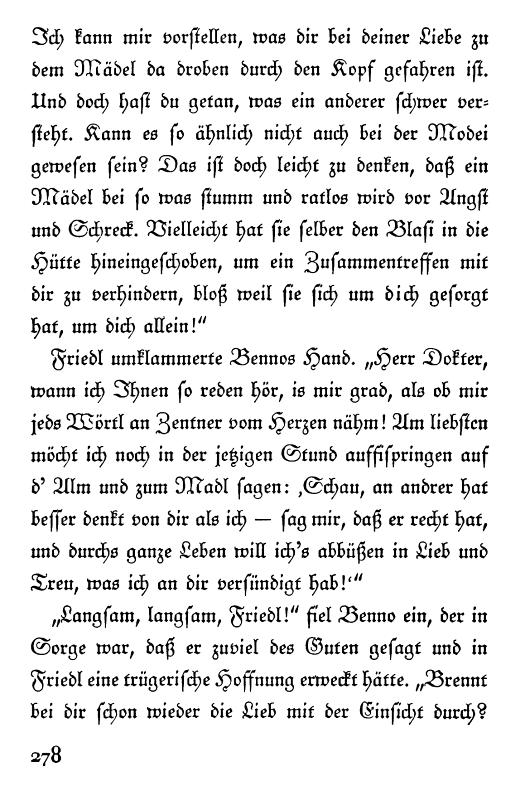 Ich kann mir vorstellen, was dir bei deiner Liebe zu
dem Mädel da droben durch den Kopf gefahren ist.
Und doch hast du getan, was ein anderer schwer ver-
steht. Kann es so ähnlich nicht auch bei der Modei
gewesen sein? Das ist doch leicht zu denken, daß ein
Mädel bei so was stumm und ratlos wird vor Angst
und Schreck. Vielleicht hat sie selber den Blasi in die
Hütte hineingeschoben, um ein Zusammentreffen mit
dir zu verhindern, bloß weil sie sich um dich gesorgt
hat, um dich allein!“
Friedl umklammerte Bennos Hand. „Herr Dokter,
wann ich Ihnen so reden hör, is mir grad, als ob mir
jeds Wörtl an Zentner vom Herzen nähm! Am liebsten
möcht ich noch in der jetzigen Stund auffispringen auf
d’ Alm und zum Madl sagen: ‚Schau, an andrer hat
besser denkt von dir als ich — sag mir, daß er recht hat,
und durchs ganze Leben will ich’s abbüßen in Lieb und
Treu, was ich an dir versündigt hab!‘“
„Langsam, langsam, Friedl!“ fiel Benno ein, der in
Sorge war, daß er zuviel des Guten gesagt und in
Friedl eine trügerische Hoffnung erweckt hätte. „Brennt
bei dir schon wieder die Lieb mit der Einsicht durch?
278